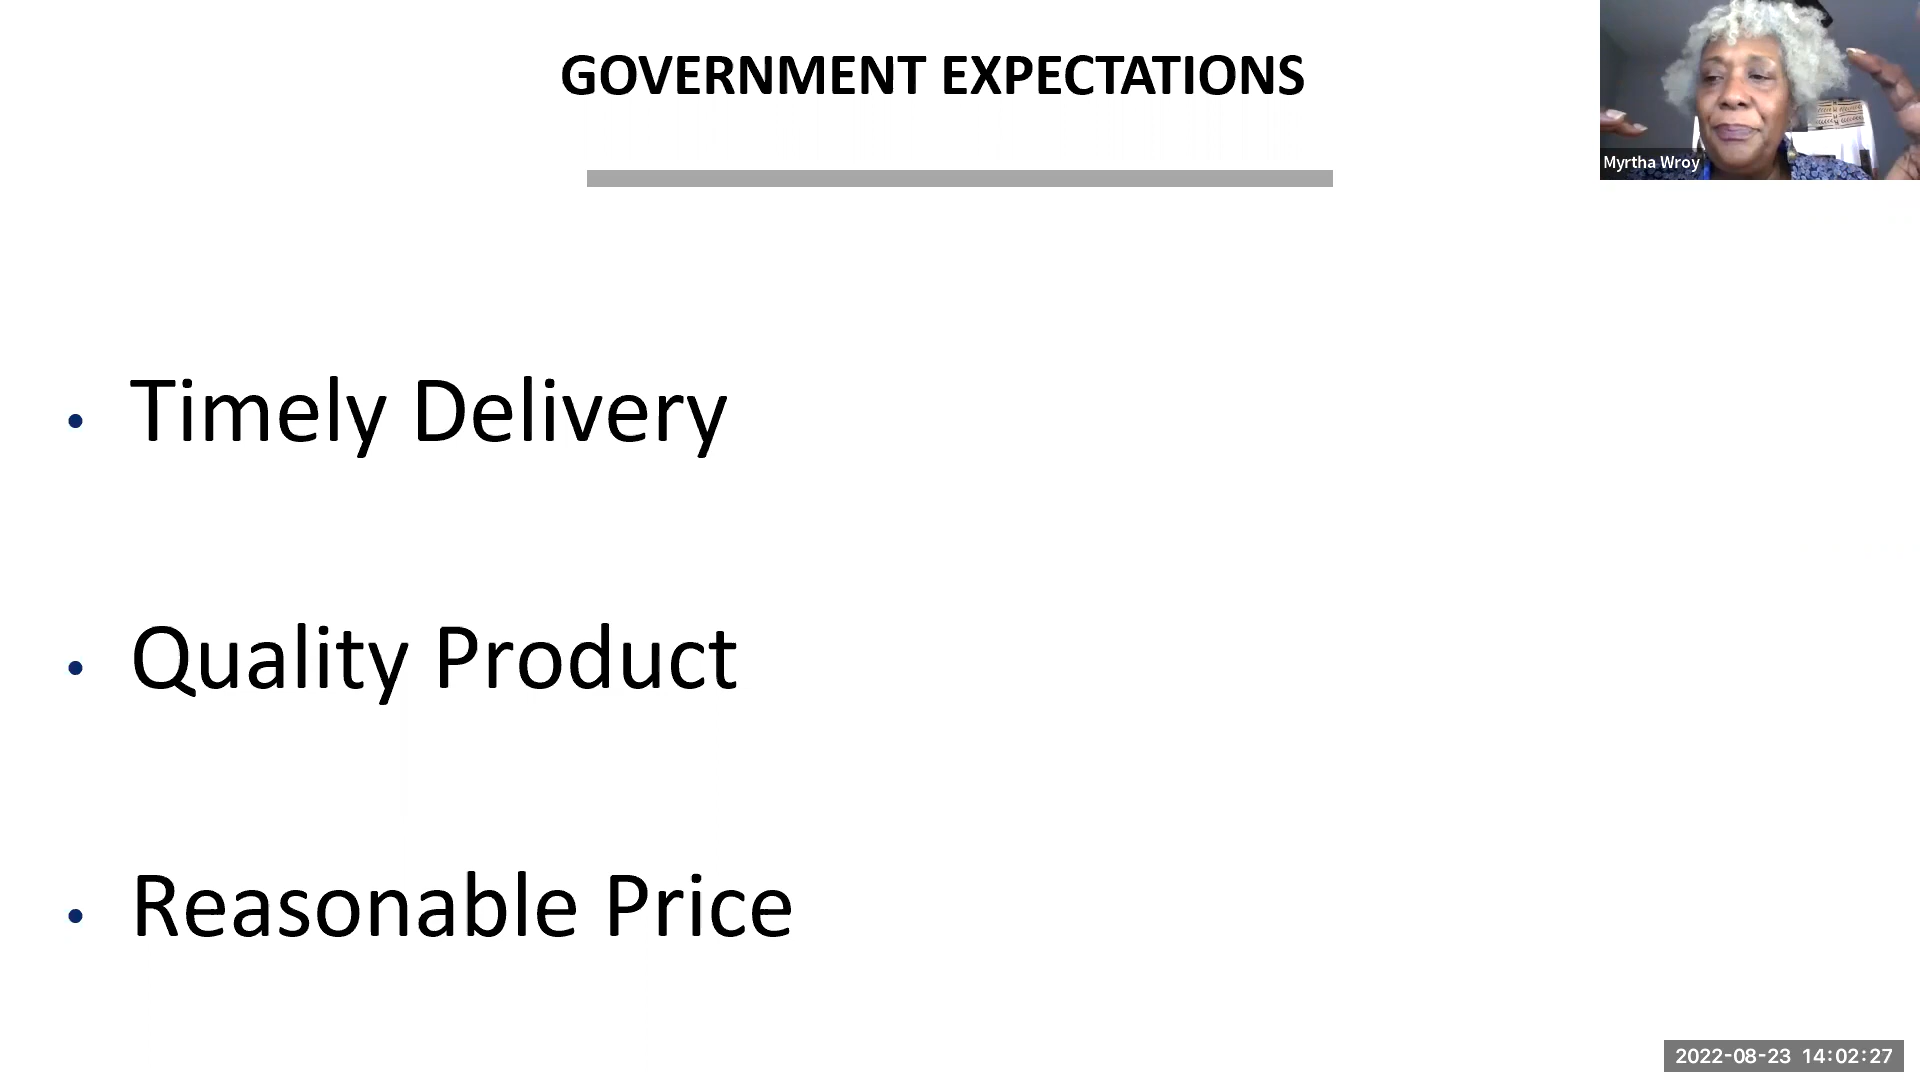 GOVERNMENT EXPECTATIONS
Myrtha Wroy
• Timely Delivery
• Quality Product
• Reasonable Price
2022-08-23 14:02:27